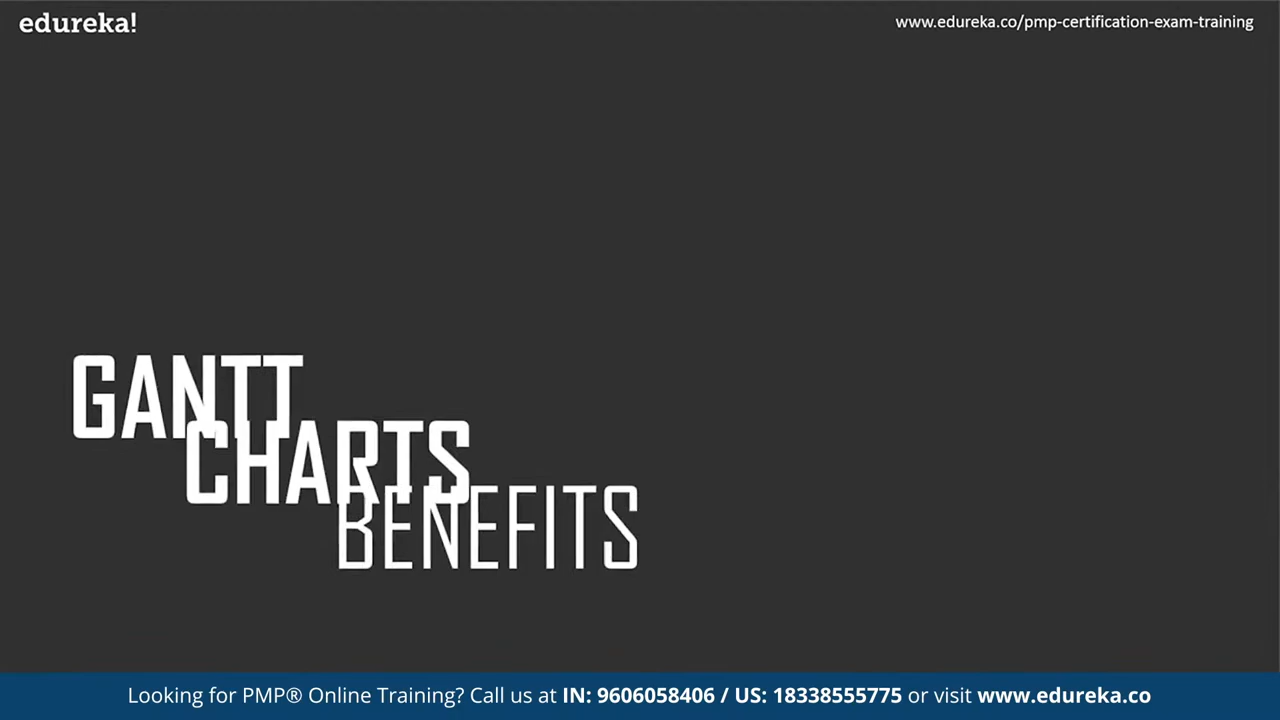 edureka!
www.edureka.co/pmp-certification-exam-training
GANTT
CHARTS
BENEFITS
Looking for PMP® Online Training? Call us at IN: 9606058406 / US: 18338555775 or visit www.edureka.co